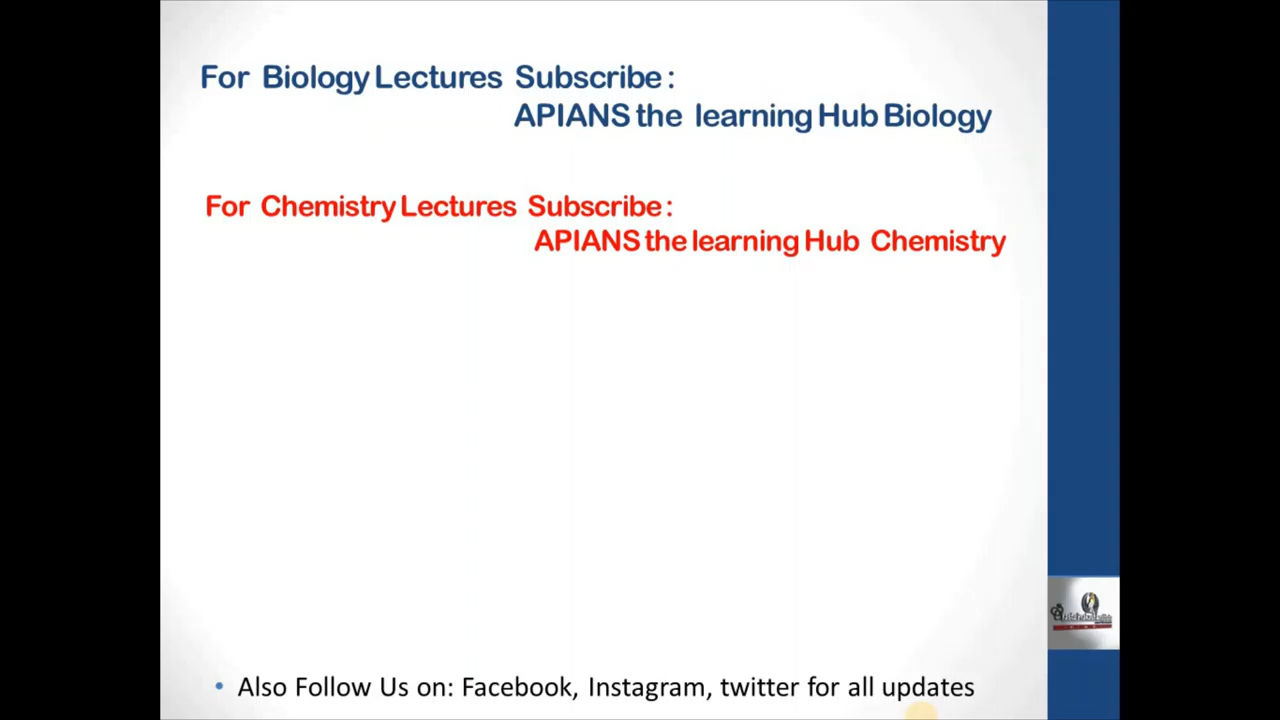 For Biology Lectures Subscribe :
APIANS the learning Hub Biology
For Chemistry Lectures Subscribe :
APIANS the learning Hub Chemistry
• Also Follow Us on: Facebook, Instagram, twitter for all updates